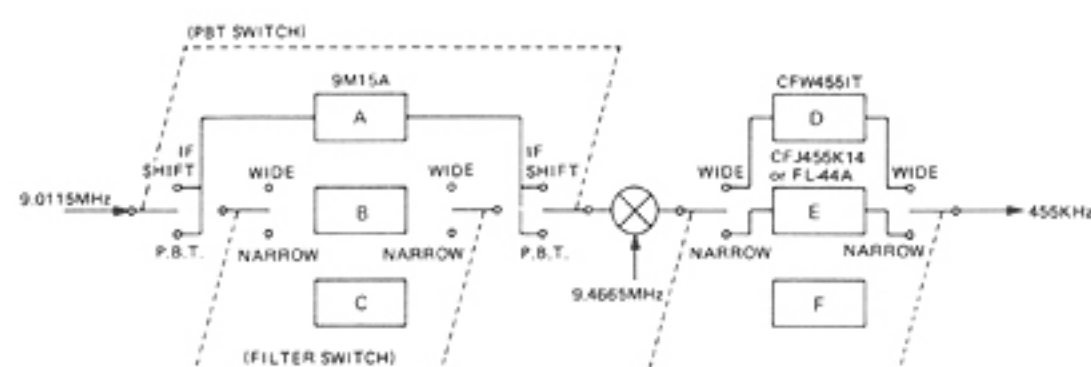 (PBT SWITCH)
9M15A
A
CFW455IT
D
IF
SHIFT
WIDE
WIDE
IF
SHIFT
CFJ455K14
or FL-44A
WIDE
WIDE
9.0115MHz
B
E
455KHz
P.B.T.
NARROW
NARROW
P.B.T.
NARROW
NARROW
9.4665MHz
C
F
(FILTER SWITCH)